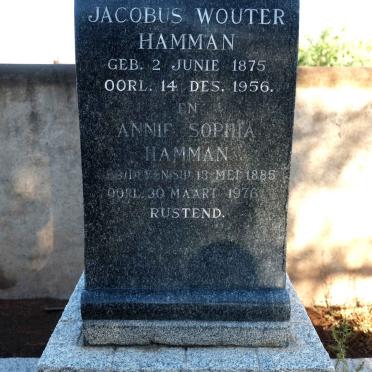 JACOBUS WOUTER
HAMMAN
GEB. 2 JUNIE 1875
OORL. 14 DES. 1956.
EN
ANNIE SOPHIA
HAMMAN
13 MEI 1885
OORL. 30 MAART 1976
RUSTEND.